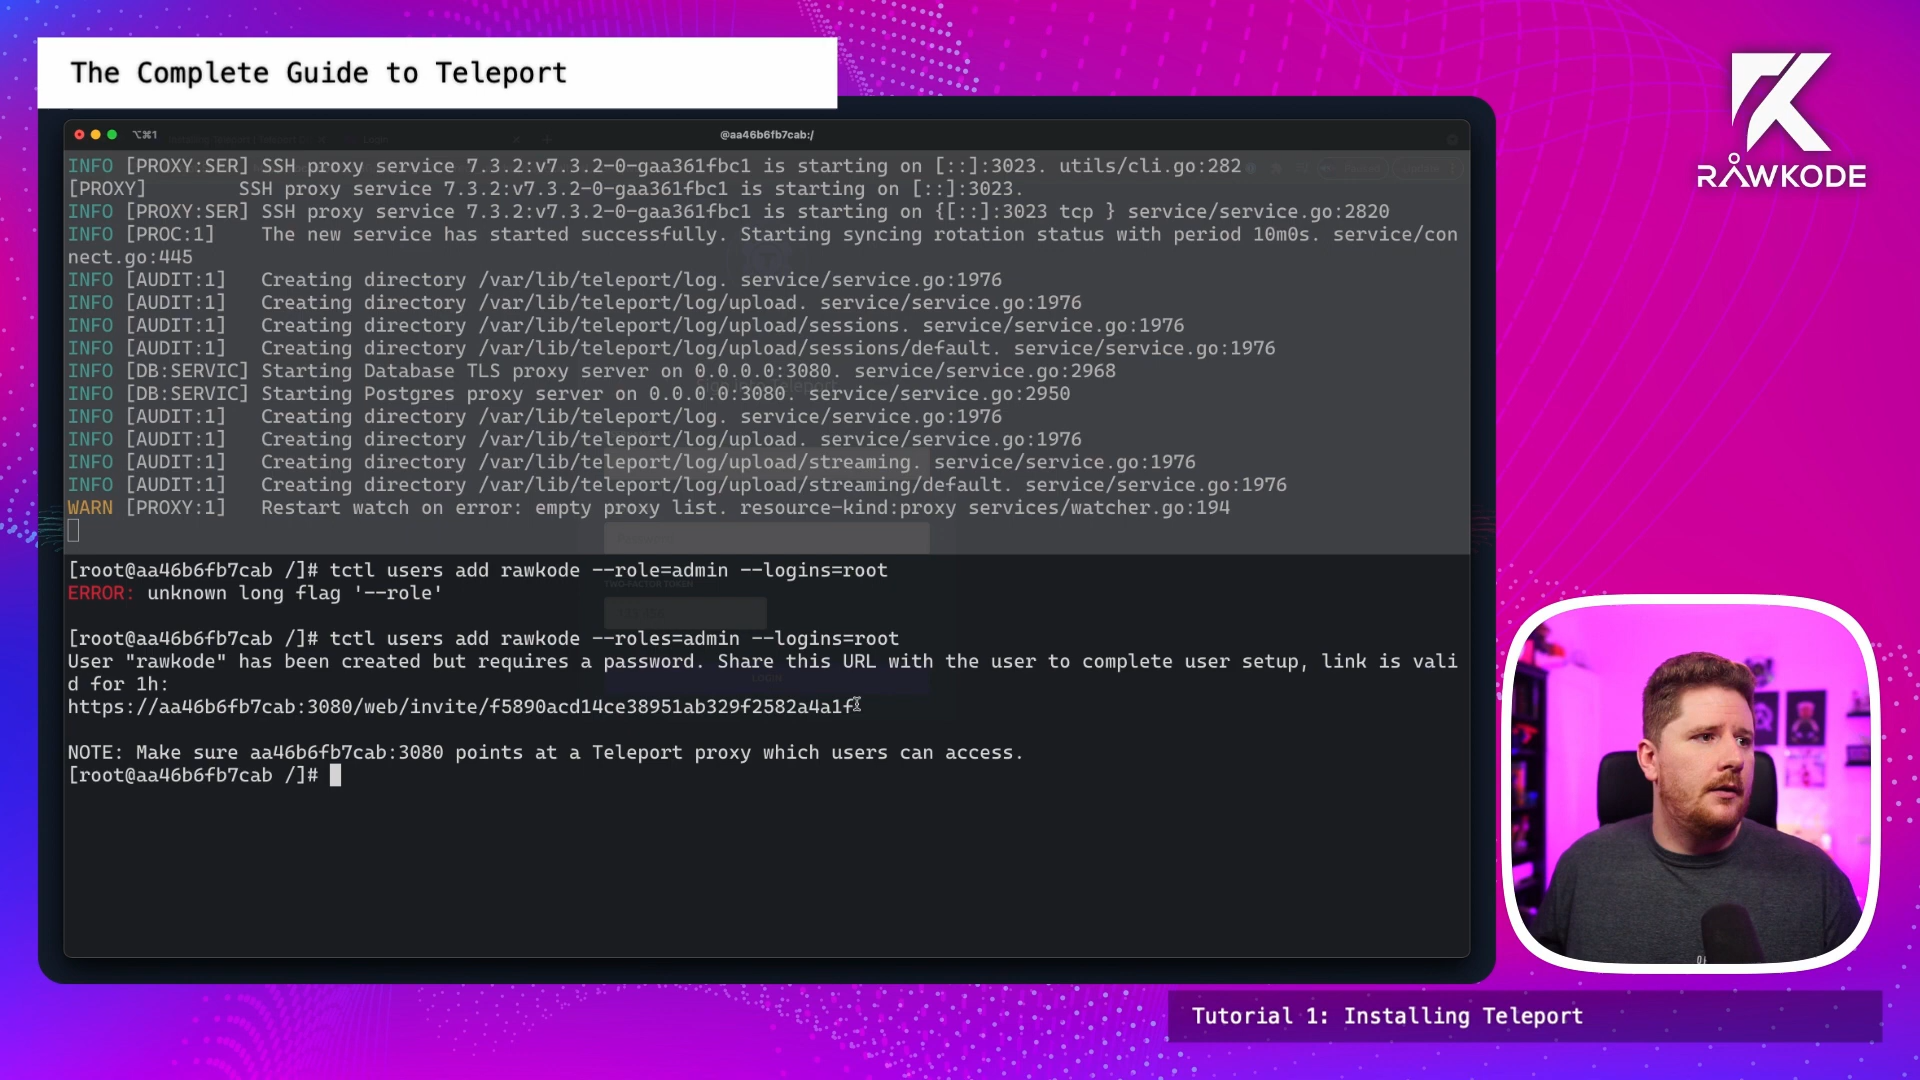 The Complete Guide to Teleport
RAWKODE
⌥⌘1
@aa46b6fb7cab:/
INFO [PROXY:SER] SSH proxy service 7.3.2:v7.3.2-0-gaa361fbc1 is starting on [::]:3023. utils/cli.go:282
[PROXY] SSH proxy service 7.3.2:v7.3.2-0-gaa361fbc1 is starting on [::]:3023.
INFO [PROXY:SER] SSH proxy service 7.3.2:v7.3.2-0-gaa361fbc1 is starting on {[::]:3023 tcp } service/service.go:2820
INFO [PROC:1] The new service has started successfully. Starting syncing rotation status with period 10m0s. service/con
nect.go:445
INFO [AUDIT:1] Creating directory /var/lib/teleport/log. service/service.go:1976
INFO [AUDIT:1] Creating directory /var/lib/teleport/log/upload. service/service.go:1976
INFO [AUDIT:1] Creating directory /var/lib/teleport/log/upload/sessions. service/service.go:1976
INFO [AUDIT:1] Creating directory /var/lib/teleport/log/upload/sessions/default. service/service.go:1976
INFO [DB:SERVIC] Starting Database TLS proxy server on 0.0.0.0:3080. service/service.go:2968
INFO [DB:SERVIC] Starting Postgres proxy server on 0.0.0.0:3080. service/service.go:2950
INFO [AUDIT:1] Creating directory /var/lib/teleport/log. service/service.go:1976
INFO [AUDIT:1] Creating directory /var/lib/teleport/log/upload. service/service.go:1976
INFO [AUDIT:1] Creating directory /var/lib/teleport/log/upload/streaming. service/service.go:1976
INFO [AUDIT:1] Creating directory /var/lib/teleport/log/upload/streaming/default. service/service.go:1976
WARN [PROXY:1] Restart watch on error: empty proxy list. resource-kind:proxy services/watcher.go:194
[root@aa46b6fb7cab /]# tctl users add rawkode --role=admin --logins=root
ERROR: unknown long flag '--role'
[root@aa46b6fb7cab /]# tctl users add rawkode --roles=admin --logins=root
User "rawkode" has been created but requires a password. Share this URL with the user to complete user setup, link is vali
d for 1h:
https://aa46b6fb7cab:3080/web/invite/f5890acd14ce38951ab329f2582a4a1f
NOTE: Make sure aa46b6fb7cab:3080 points at a Teleport proxy which users can access.
[root@aa46b6fb7cab /]#
Tutorial 1: Installing Teleport